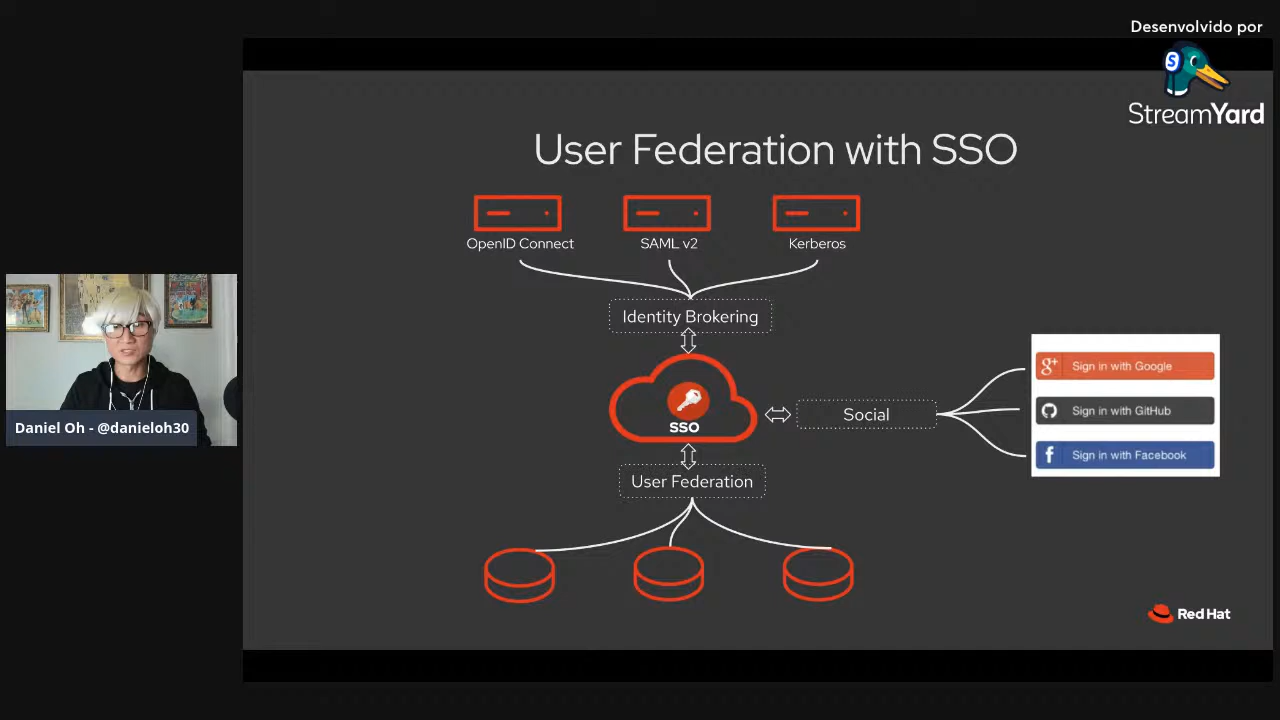 Desenvolvido por
StreamYard
User Federation with SSO
OpenID Connect
SAML v2
Kerberos
Identity Brokering
SSO
Social
g+ Sign in with Google
Sign in with GitHub
f Sign in with Facebook
User Federation
Daniel Oh - @danieloh30
Red Hat